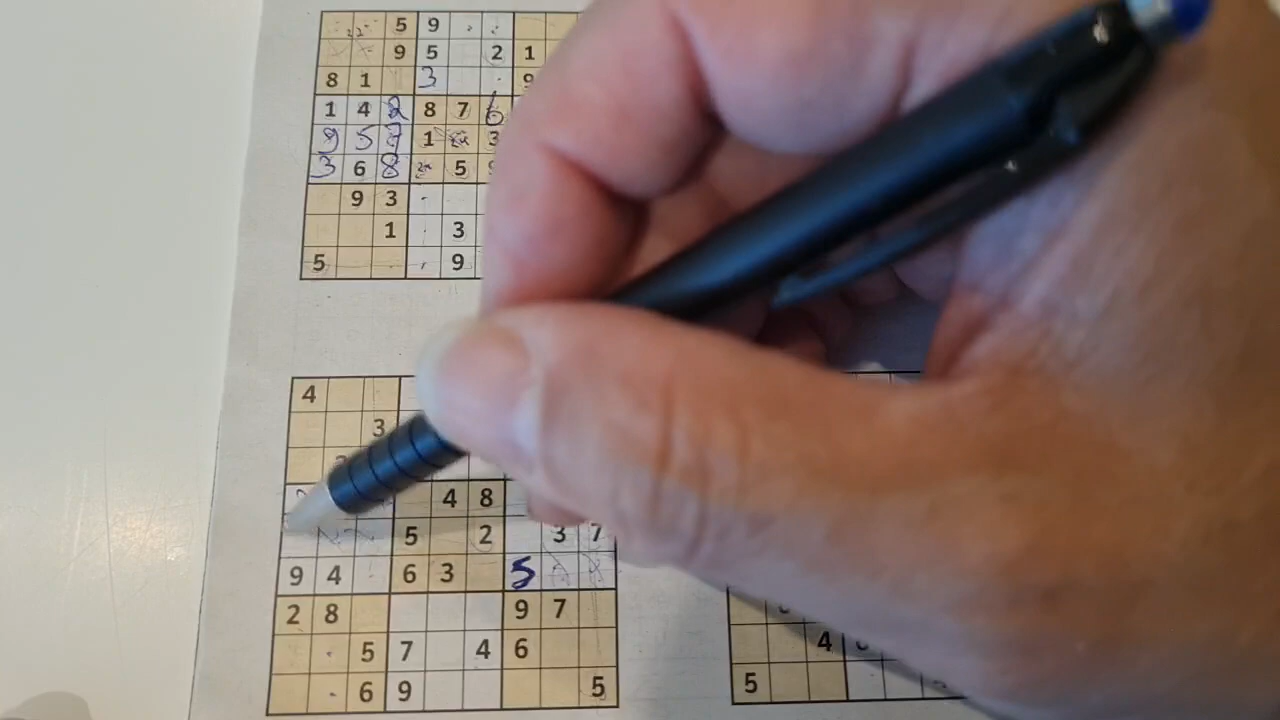 5 9
9 5 2 1
8 1 3 9
1 4 2 8 7 6
9 5 7 1 3
3 6 8 5
9 3
1 3
5 9
4
3
4 8
5 2 3 7
9 4 6 3 5
2 8 9 7
5 7 4 6
6 9 5
4
5